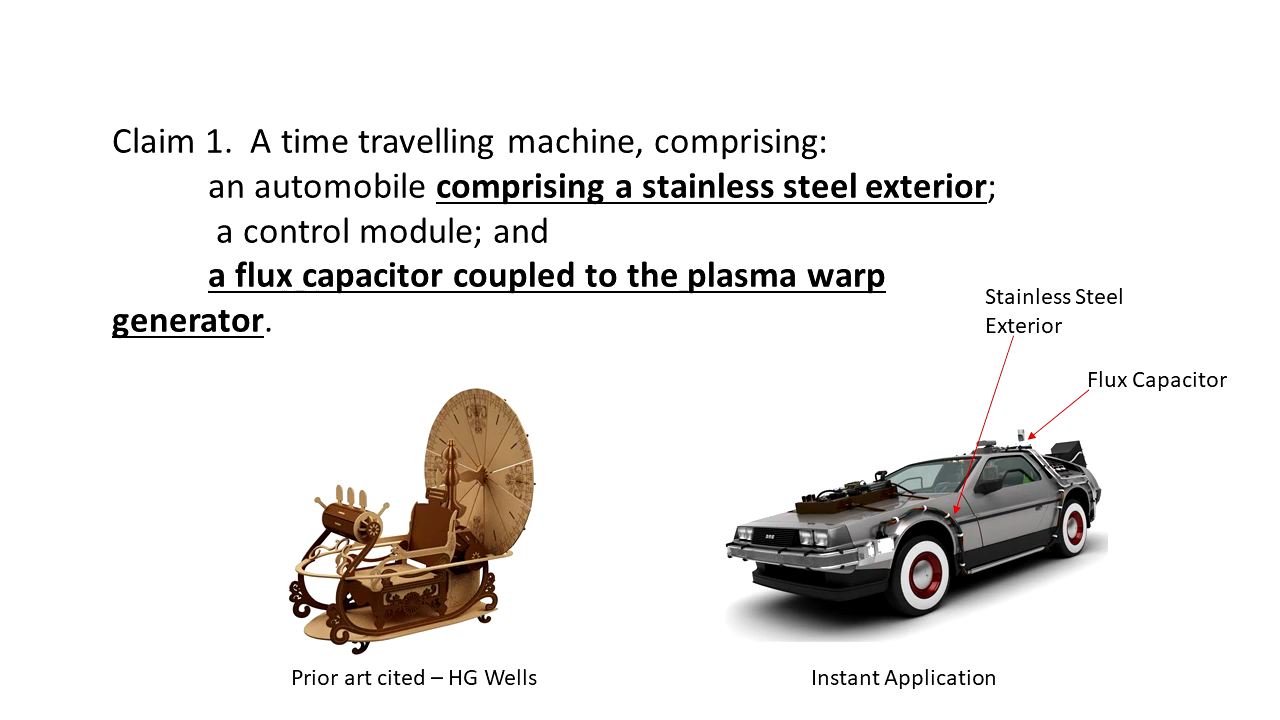 Claim 1.  A time travelling machine, comprising:
an automobile comprising a stainless steel exterior;
a control module; and
a flux capacitor coupled to the plasma warp
generator.
Stainless Steel
Exterior
Flux Capacitor
Prior art cited – HG Wells
Instant Application